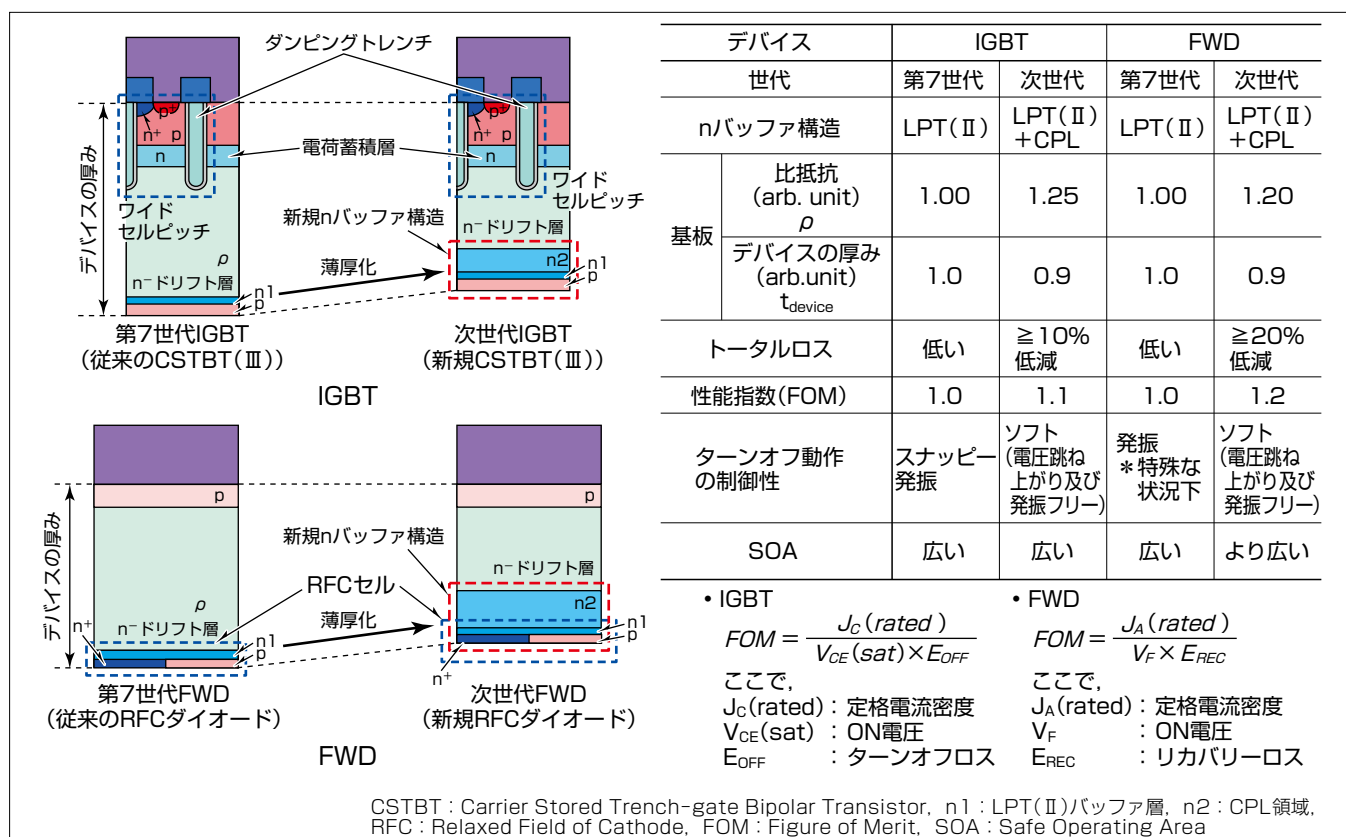 ダンピングトレンチ
p⁺
n⁺
p
n
電荷蓄積層
n
デバイスの厚み
ワイド
セルピッチ
ρ
n⁻ドリフト層
n1
p
第7世代IGBT
(従来のCSTBT(Ⅲ))
新規nバッファ構造
薄厚化
p⁺
n⁺
p
ワイド
セルピッチ
n⁻ドリフト層
n2
n1
p
次世代IGBT
(新規CSTBT(Ⅲ))
IGBT
デバイスの厚み
p
ρ
n⁻ドリフト層
n⁺
n1
p
第7世代FWD
(従来のRFCダイオード)
新規nバッファ構造
RFCセル
薄厚化
p
n⁻ドリフト層
n2
n1
p
n⁺
次世代FWD
(新規RFCダイオード)
FWD
デバイス IGBT FWD
世代 第7世代 次世代 第7世代 次世代
nバッファ構造 LPT(Ⅱ) LPT(Ⅱ)+CPL LPT(Ⅱ) LPT(Ⅱ)+CPL
基板
比抵抗
(arb. unit)
ρ
1.00 1.25 1.00 1.20
デバイスの厚み
(arb.unit)
t_device
1.0 0.9 1.0 0.9
トータルロス 低い ≧10%低減 低い ≧20%低減
性能指数(FOM) 1.0 1.1 1.0 1.2
ターンオフ動作
の制御性
スナッピー
発振
ソフト
(電圧跳ね
上がり及び
発振フリー)
発振
*特殊な
状況下
ソフト
(電圧跳ね
上がり及び
発振フリー)
SOA 広い 広い 広い より広い
・IGBT
FOM = J_C(rated) / V_CE(sat)×E_OFF
ここで,
J_C(rated):定格電流密度
V_CE(sat):ON電圧
E_OFF:ターンオフロス
・FWD
FOM = J_A(rated) / V_F×E_REC
ここで,
J_A(rated):定格電流密度
V_F:ON電圧
E_REC:リカバリーロス
CSTBT:Carrier Stored Trench-gate Bipolar Transistor, n1:LPT(Ⅱ)バッファ層, n2:CPL領域,
RFC:Relaxed Field of Cathode, FOM:Figure of Merit, SOA:Safe Operating Area